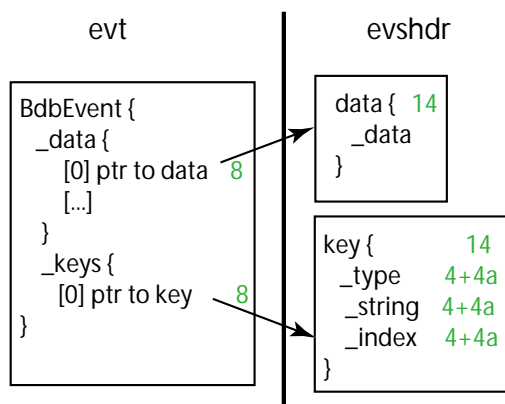 evt
BdbEvent {
_data {
[0] ptr to data 8
[...]
}
_keys {
[0] ptr to key 8
}
evshdr
data { 14
_data
}
key { 14
_type 4+4a
_string 4+4a
_index 4+4a
}